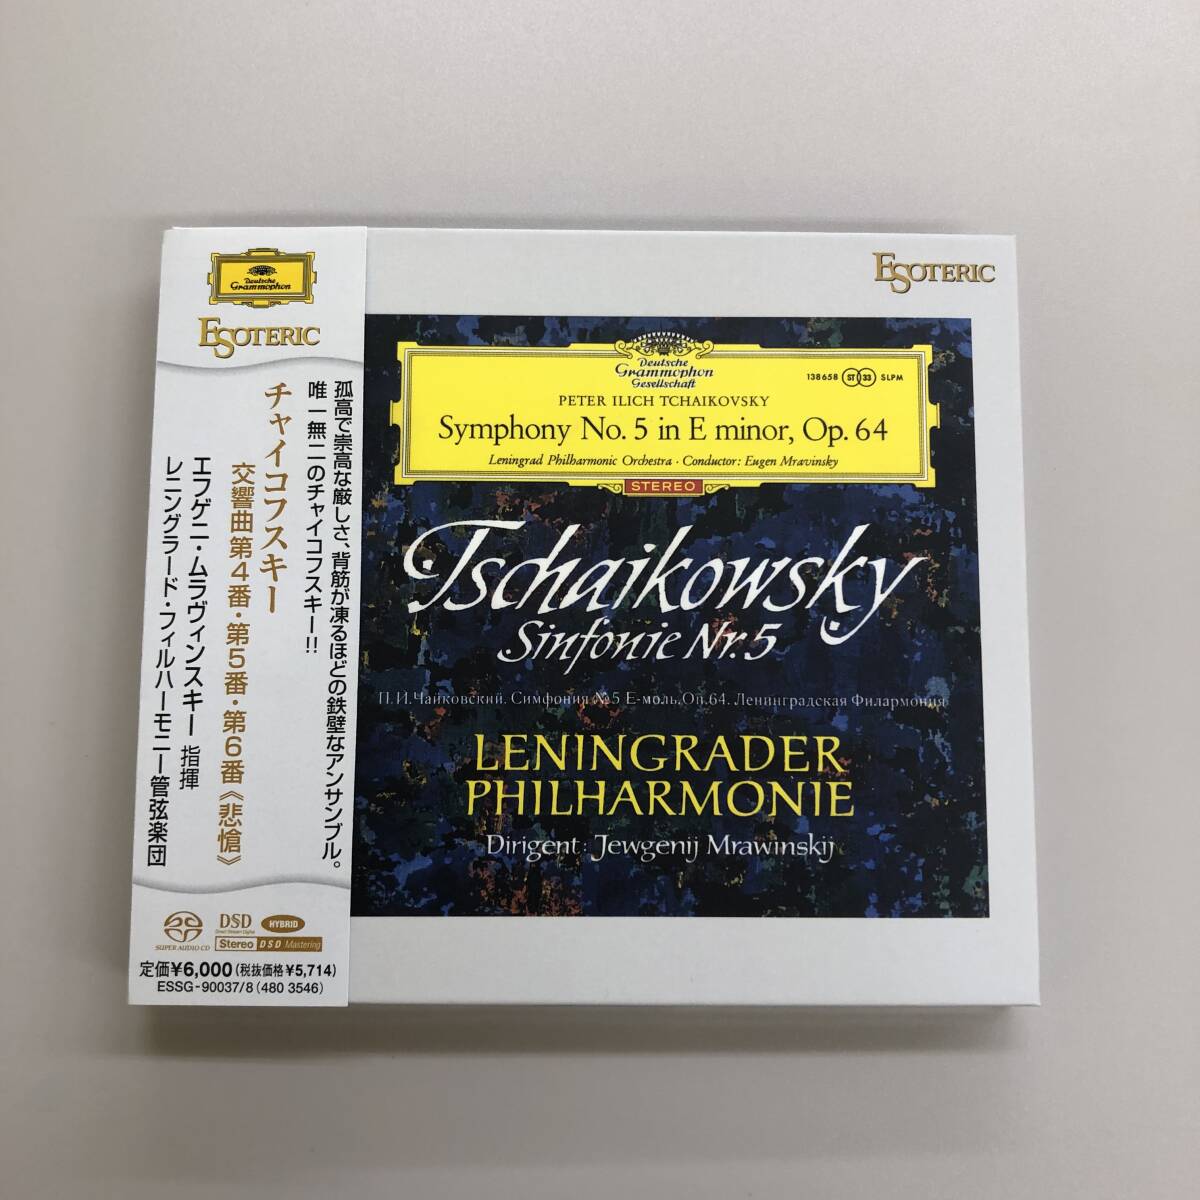 Deutsche
Grammophon
ESOTERIC
孤高で崇高な厳しさ、背筋が凍るほどの鉄壁なアンサンブル。
唯一無二のチャイコフスキー!!
チャイコフスキー
交響曲第4番・第5番・第6番《悲愴》
エフゲニ・ムラヴィンスキー 指揮
レニングラード・フィルハーモニー管弦楽団
SUPER AUDIO CD
DSD
Direct Stream Digital
HYBRID
Stereo DSD Mastering
定価¥6,000(税抜価格¥5,714)
ESSG-90037/8 (480 3546)
ESOTERIC
Deutsche
Grammophon
Gesellschaft
138658 ST 33 SLPM
PETER ILICH TCHAIKOVSKY
Symphony No. 5 in E minor, Op. 64
Leningrad Philharmonic Orchestra · Conductor: Eugen Mravinsky
STEREO
Tschaikowsky
Sinfonie Nr. 5
П.И.Чайковский. Симфония №5 Е-моль, Оп.64. Ленинградская Филармония
LENINGRADER
PHILHARMONIE
Dirigent: Jewgenij Mrawinskij